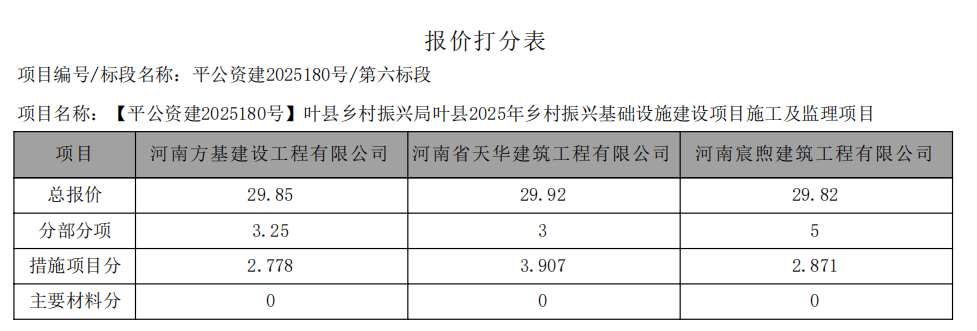 报价打分表
项目编号/标段名称：平公资建2025180号/第六标段
项目名称：【平公资建2025180号】叶县乡村振兴局叶县2025年乡村振兴基础设施建设项目施工及监理项目
项目 河南方基建设工程有限公司 河南省天华建筑工程有限公司 河南宸煦建筑工程有限公司
总报价 29.85 29.92 29.82
分部分项 3.25 3 5
措施项目分 2.778 3.907 2.871
主要材料分 0 0 0